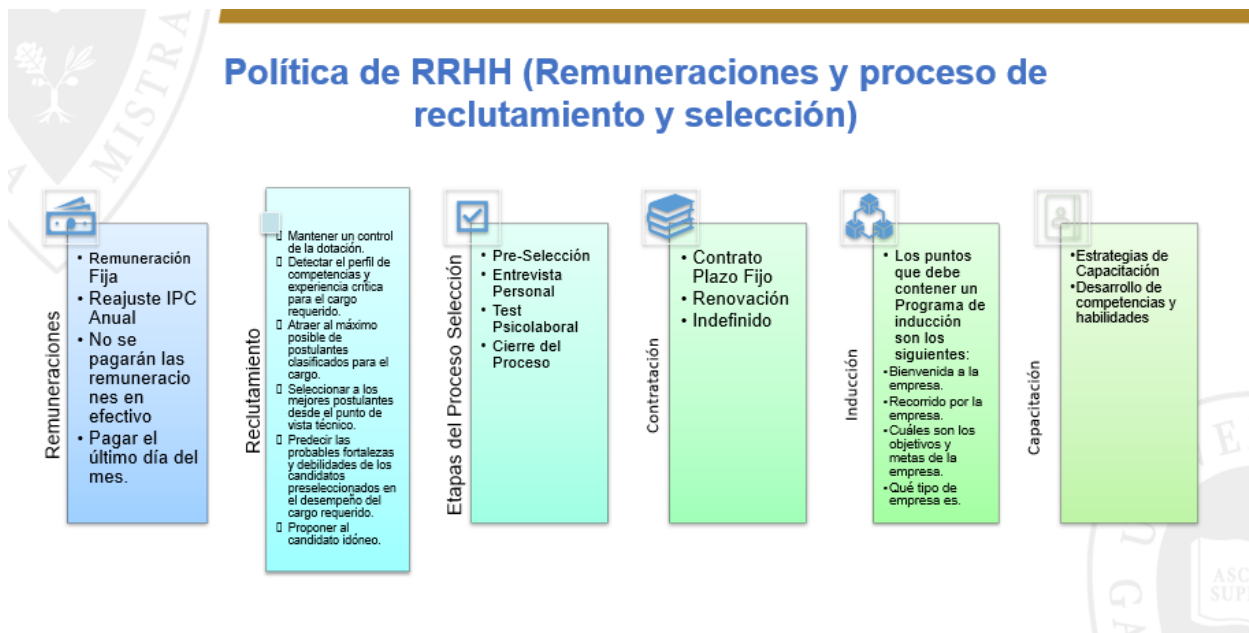 Política de RRHH (Remuneraciones y proceso de
reclutamiento y selección)
Remuneraciones
• Remuneración
Fija
• Reajuste IPC
Anual
• No se
pagarán las
remuneracio
nes en
efectivo
• Pagar el
último día del
mes.
Reclutamiento
▯ Mantener un control
de la dotación.
▯ Detectar el perfil de
competencias y
experiencia crítica
para el cargo
requerido.
▯ Atraer al máximo
posible de
postulantes
clasificados para el
cargo.
▯ Seleccionar a los
mejores postulantes
desde el punto de
vista técnico.
▯ Predecir las
probables fortalezas
y debilidades de los
candidatos
preseleccionados en
el desempeño del
cargo requerido.
▯ Proponer al
candidato idóneo.
Etapas del Proceso Selección
• Pre-Selección
• Entrevista
Personal
• Test
Psicolaboral
• Cierre del
Proceso
Contratación
• Contrato
Plazo Fijo
• Renovación
• Indefinido
Inducción
• Los puntos
que debe
contener un
Programa de
inducción
son los
siguientes:
•Bienvenida a la
empresa.
•Recorrido por la
empresa.
•Cuáles son los
objetivos y
metas de la
empresa.
•Qué tipo de
empresa es.
Capacitación
•Estrategias de
Capacitación
•Desarrollo de
competencias y
habilidades